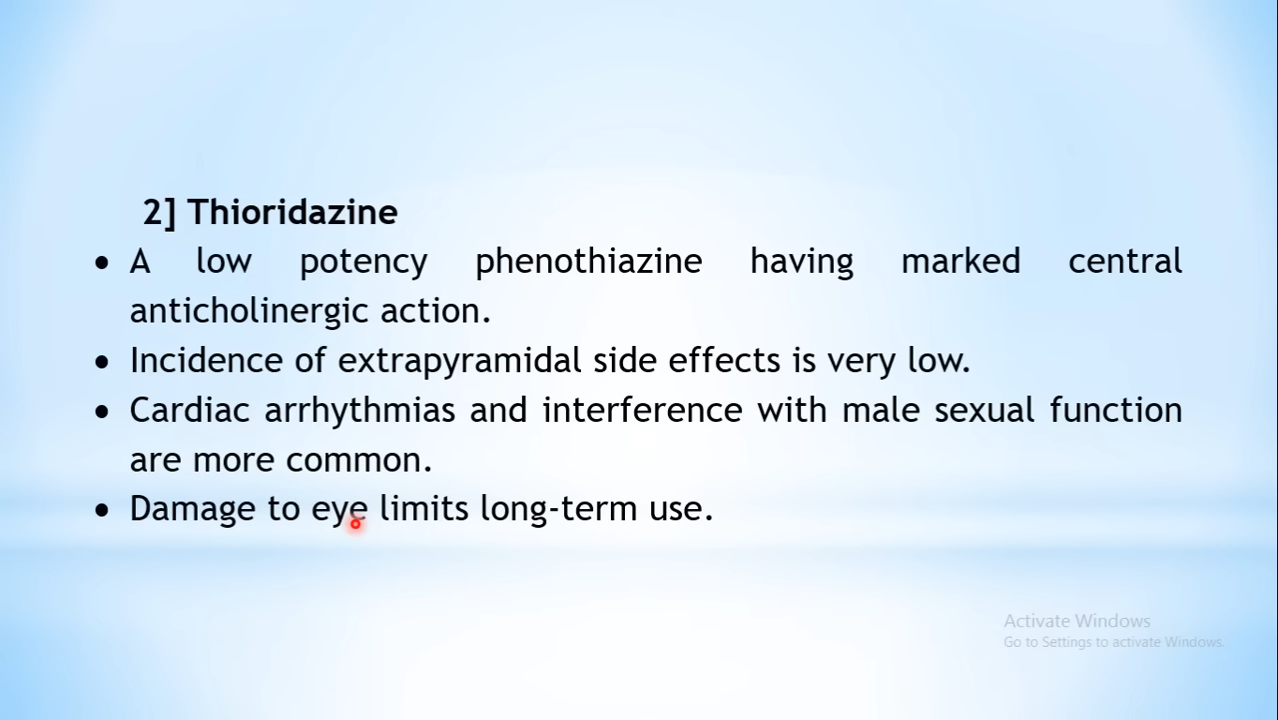 2] Thioridazine
• A low potency phenothiazine having marked central
anticholinergic action.
• Incidence of extrapyramidal side effects is very low.
• Cardiac arrhythmias and interference with male sexual function
are more common.
• Damage to eye limits long-term use.
Activate Windows
Go to Settings to activate Windows.